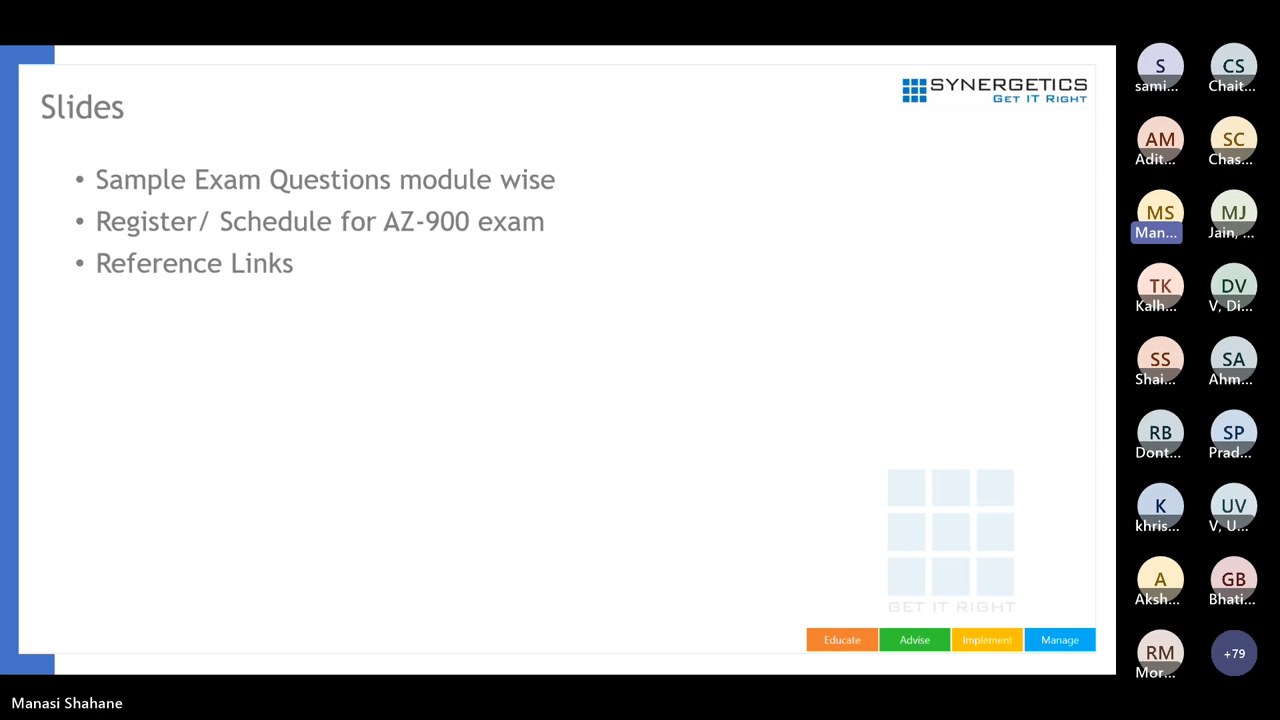 SYNERGETICS
GET IT RIGHT
Slides
• Sample Exam Questions module wise
• Register/ Schedule for AZ-900 exam
• Reference Links
GET IT RIGHT
Educate Advise Implement Manage
S CS
sami... Chait...
AM SC
Adit... Chas...
MS MJ
Man... Jain, ...
TK DV
Kalh... V, Di...
SS SA
Shai... Ahm...
RB SP
Dont... Prad...
K UV
khris... V, U...
A GB
Aksh... Bhati...
RM +79
Mor...
Manasi Shahane